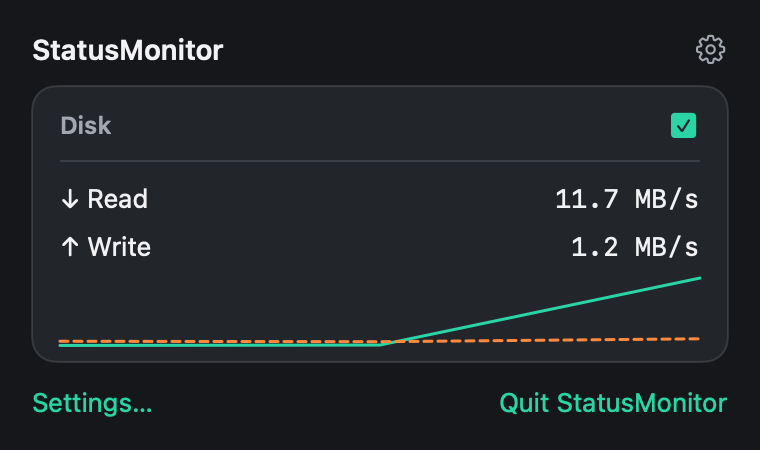 StatusMonitor
Disk
↓ Read 11.7 MB/s
↑ Write 1.2 MB/s
Settings... Quit StatusMonitor